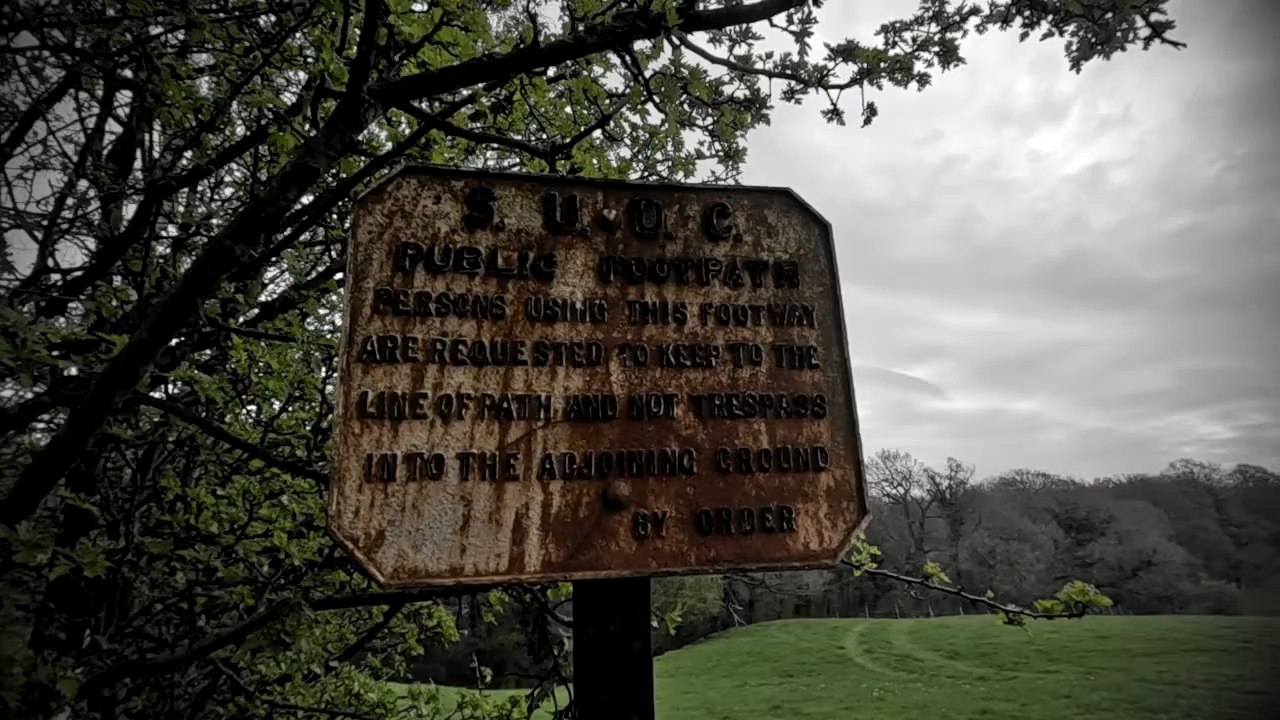 S. U. D. C.
PUBLIC FOOTPATH
PERSONS USING THIS FOOTWAY
ARE REQUESTED TO KEEP TO THE
LINE OF PATH AND NOT TRESPASS
INTO THE ADJOINING GROUND
BY ORDER